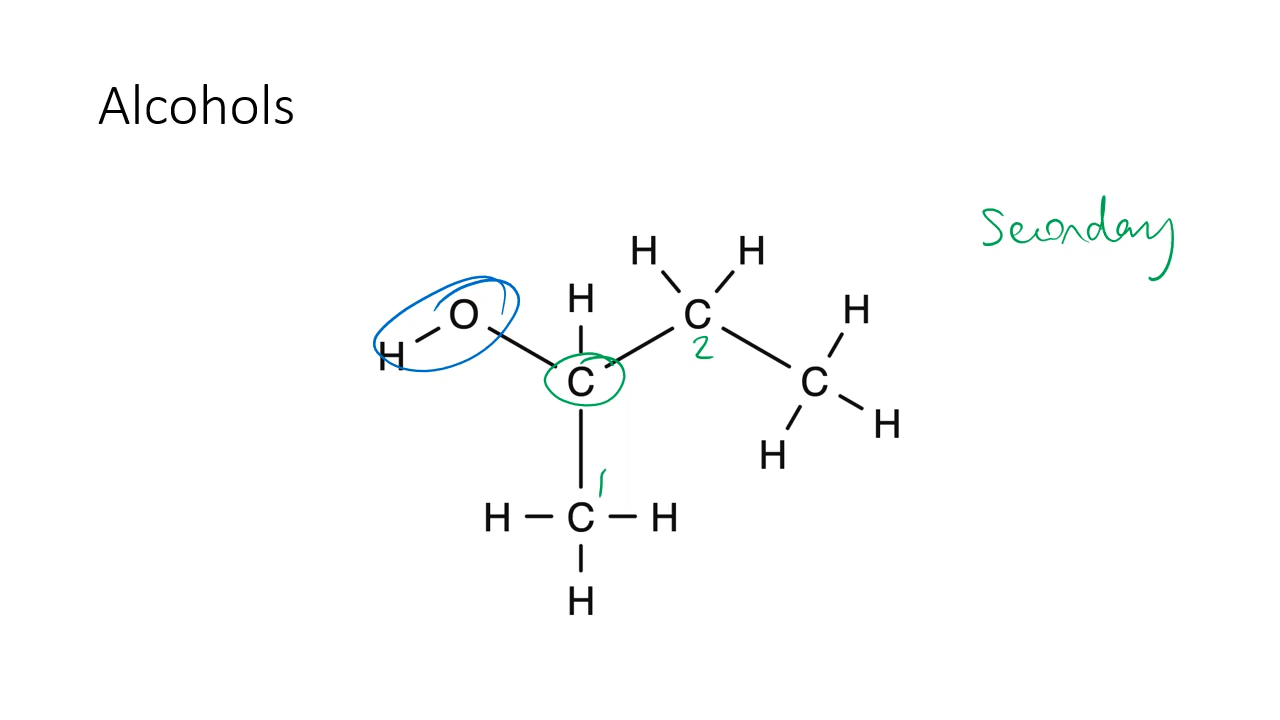 Alcohols
Secondary
H H
H O H C H
H C 2 C
H H
1
H C H
H